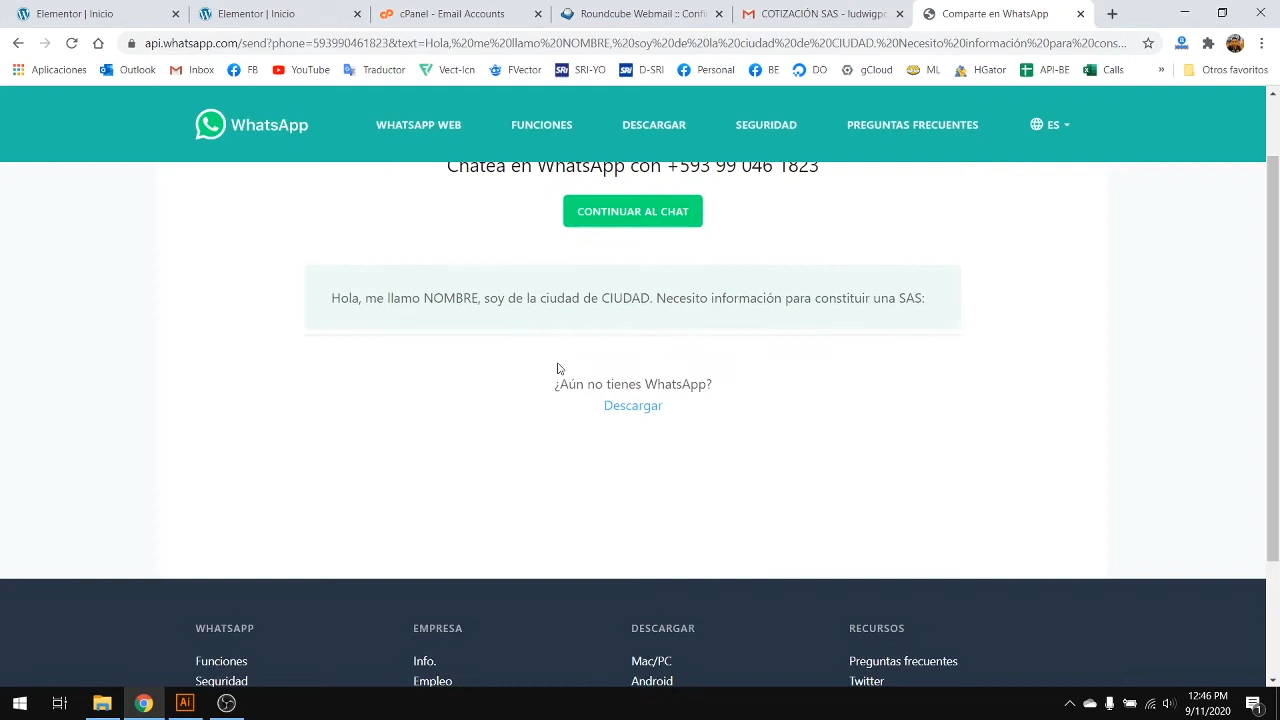 Elementor | Inicio
Elementor | Inicio
cPanel - Email Accounts
Roundcube Webmail :: Confi
COTIZACIÓN SAS - ludwigp
Comparte en WhatsApp
api.whatsapp.com/send?phone=593990461823&text=Hola,%20me%20llamo%20NOMBRE,%20soy%20de%20la%20ciudad%20de%20CIUDAD.%20Necesito%20información%20para%20cons...
Aplicaciones
Outlook
Inbox
FB
YouTube
Traductor
Vect-Icn
FVector
SRI-YO
D-SRI
Personal
BE
DO
gCloud
ML
HGator
API-BE
Calls
»
Otros favoritos
WhatsApp
WHATSAPP WEB
FUNCIONES
DESCARGAR
SEGURIDAD
PREGUNTAS FRECUENTES
ES
Chatea en WhatsApp con +593 99 046 1823
CONTINUAR AL CHAT
Hola, me llamo NOMBRE, soy de la ciudad de CIUDAD. Necesito información para constituir una SAS:
¿Aún no tienes WhatsApp?
Descargar
WHATSAPP
EMPRESA
DESCARGAR
RECURSOS
Funciones
Info.
Mac/PC
Preguntas frecuentes
Seguridad
Empleo
Android
Twitter
Ai
12:46 PM
9/11/2020